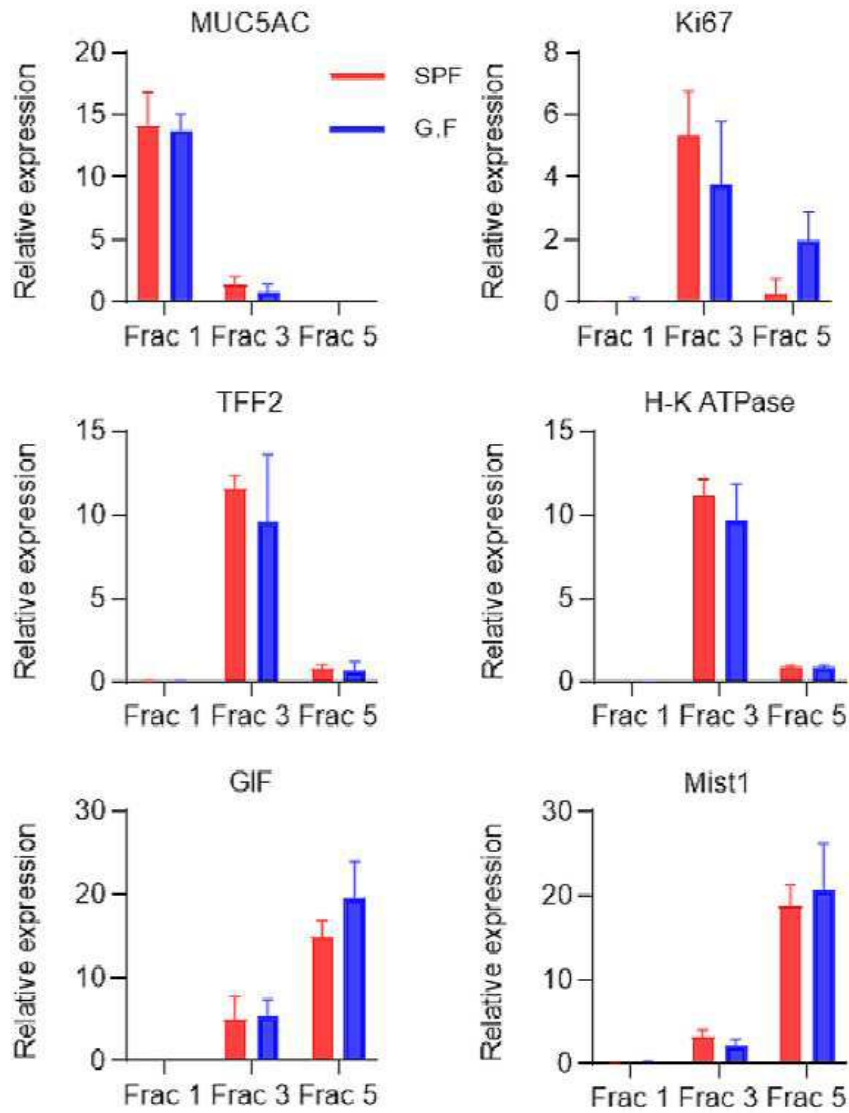 MUC5AC
Relative expression
20
15
10
5
0
Frac 1 Frac 3 Frac 5
SPF
G.F
Ki67
Relative expression
8
6
4
2
0
Frac 1 Frac 3 Frac 5
TFF2
Relative expression
15
10
5
0
Frac 1 Frac 3 Frac 5
H-K ATPase
Relative expression
15
10
5
0
Frac 1 Frac 3 Frac 5
GIF
Relative expression
30
20
10
0
Frac 1 Frac 3 Frac 5
Mist1
Relative expression
30
20
10
0
Frac 1 Frac 3 Frac 5